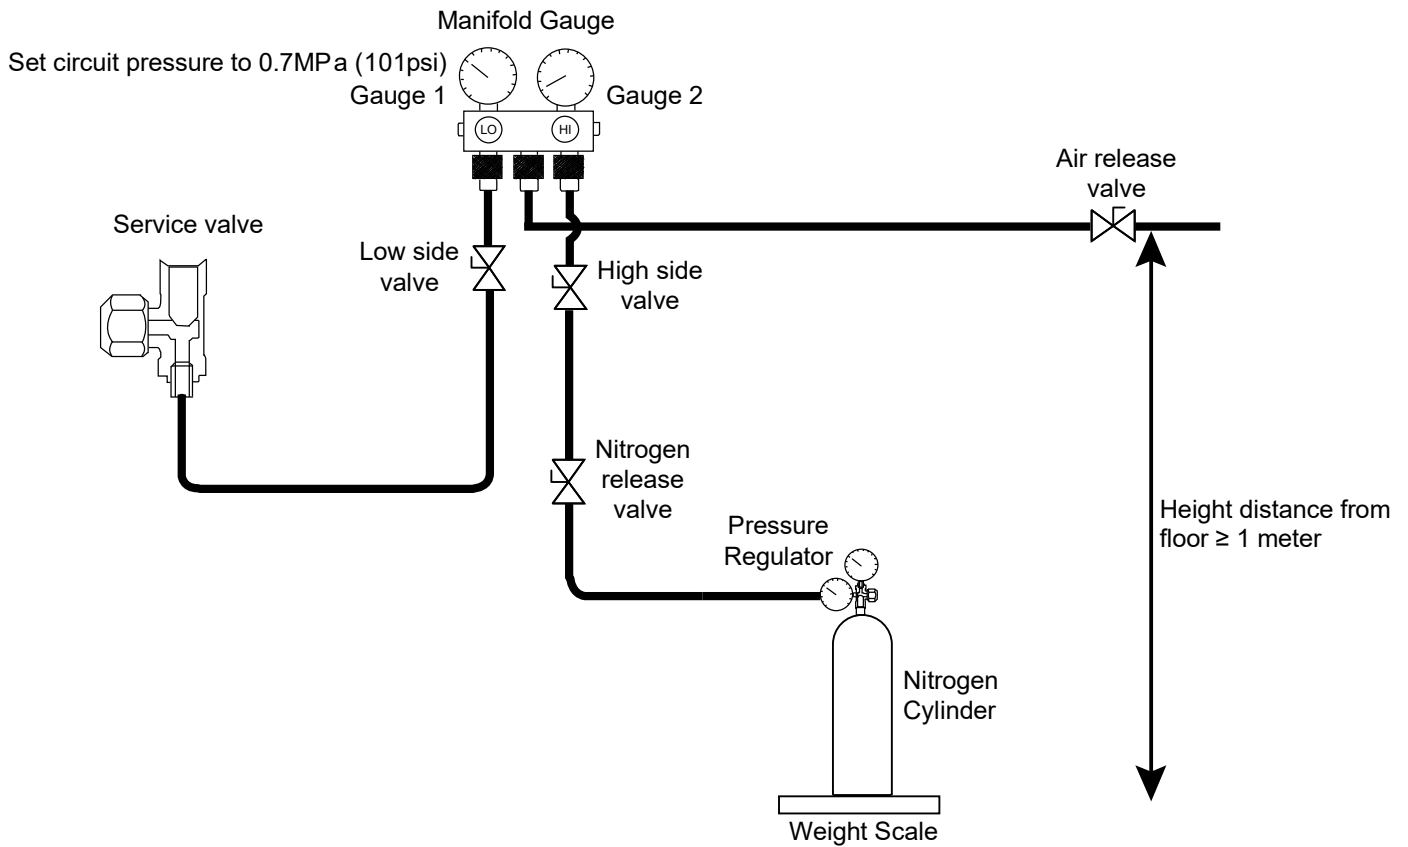 Manifold Gauge
Set circuit pressure to 0.7MPa (101psi)
Gauge 1
Gauge 2
LO
HI
Air release
valve
Service valve
Low side
valve
High side
valve
Nitrogen
release
valve
Pressure
Regulator
Height distance from
floor ≥ 1 meter
Nitrogen
Cylinder
Weight Scale